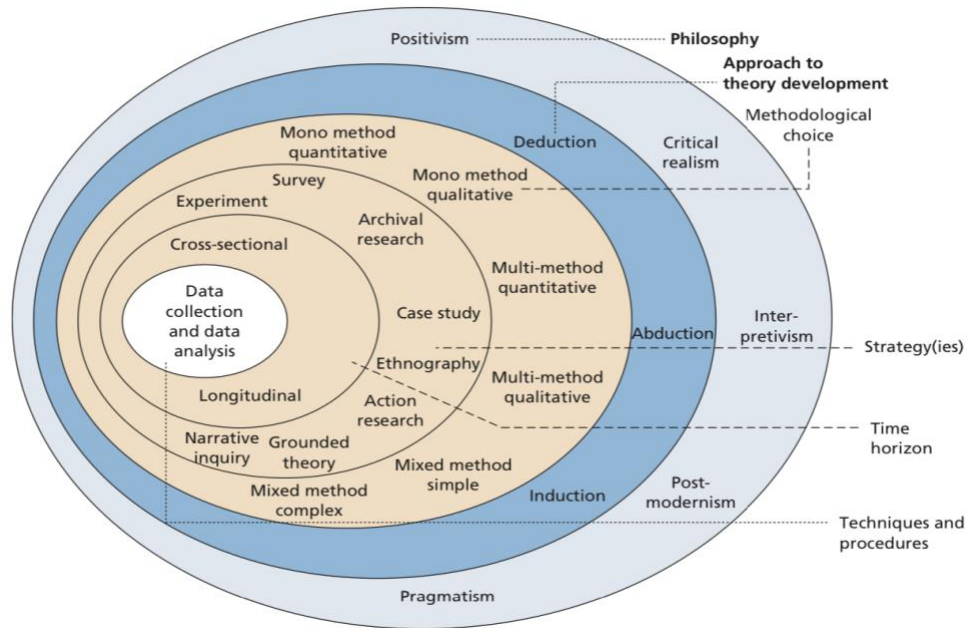 Positivism
Philosophy
Approach to
theory development
Methodological
choice
Deduction
Critical
realism
Mono method
quantitative
Mono method
qualitative
Survey
Experiment
Archival
research
Cross-sectional
Multi-method
quantitative
Data
collection
and data
analysis
Case study
Inter-
pretivism
Abduction
Strategy(ies)
Ethnography
Multi-method
qualitative
Longitudinal
Action
research
Time
horizon
Narrative
inquiry
Grounded
theory
Mixed method
simple
Mixed method
complex
Induction
Post-
modernism
Techniques and
procedures
Pragmatism